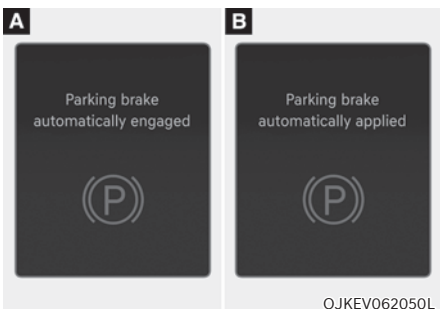 A
Parking brake
automatically engaged
P
B
Parking brake
automatically applied
P
OJKEV062050L